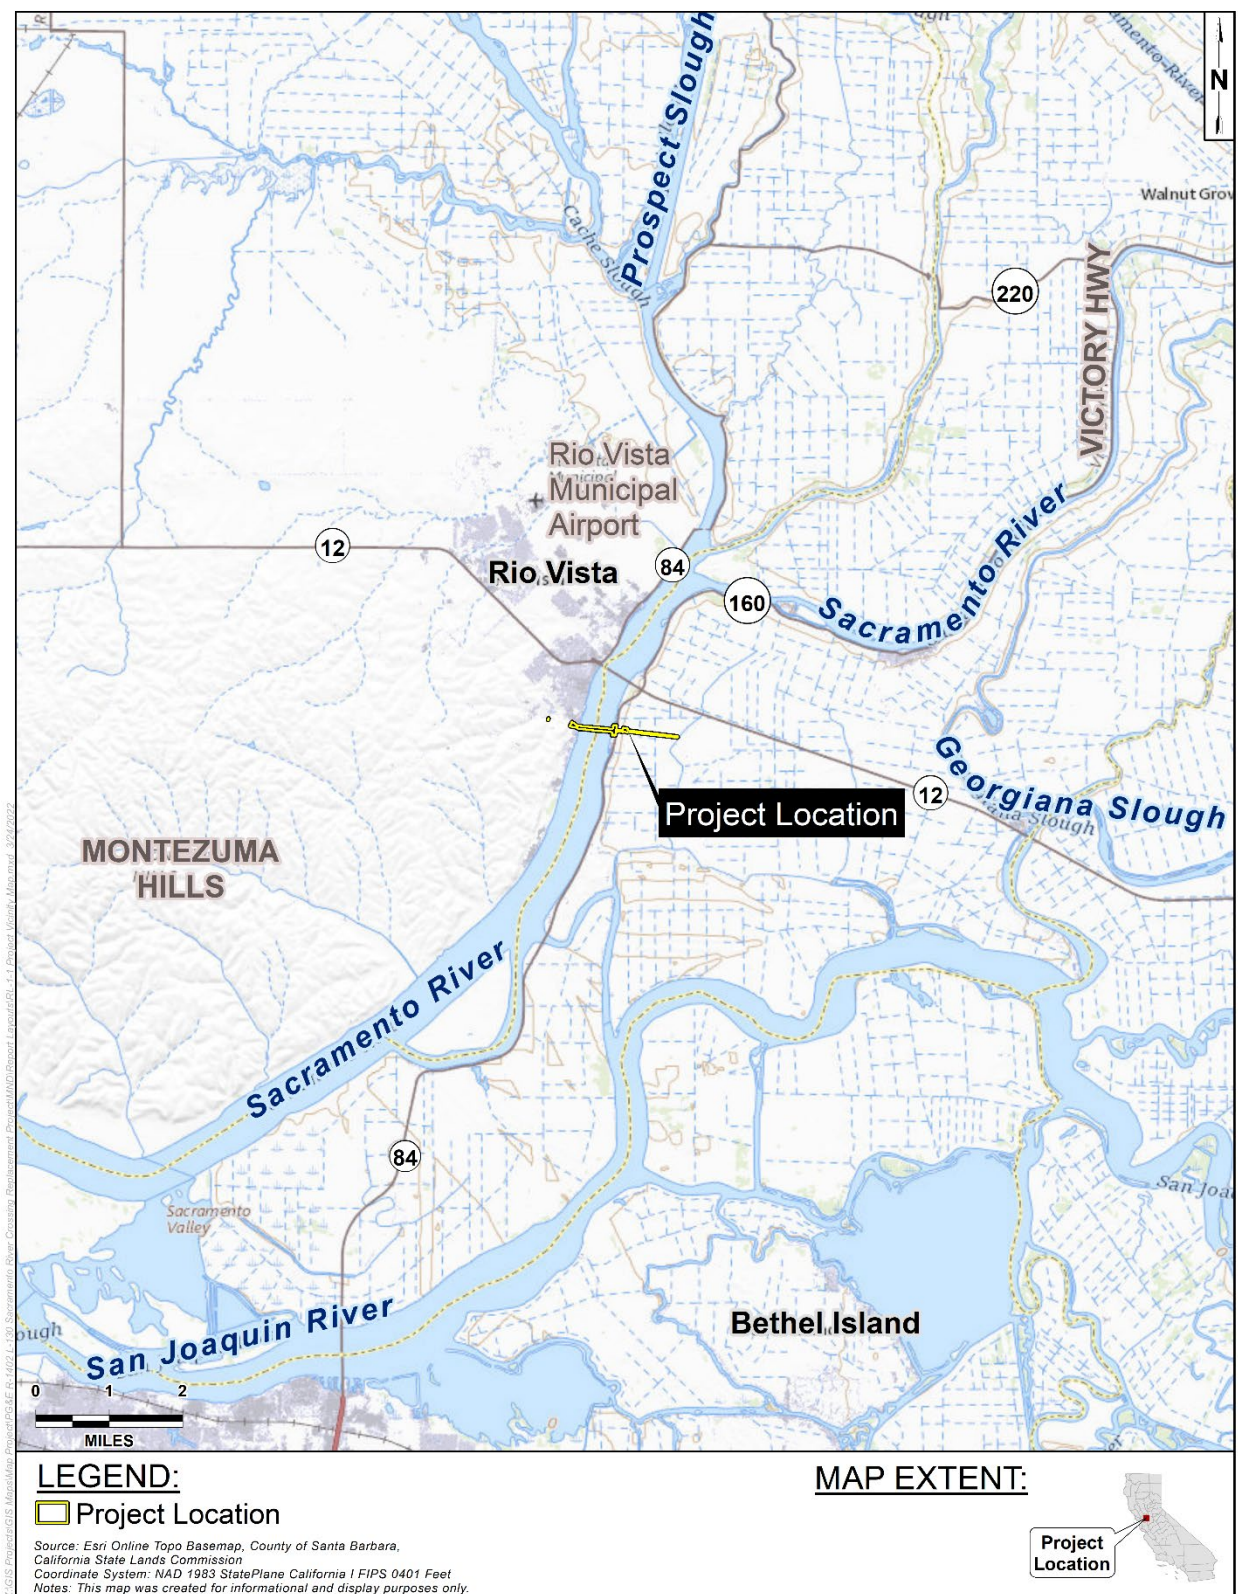 N
Prospect Slough
Cache Slough
Walnut Grov
220
VICTORY HWY
Rio Vista
Municipal
Airport
12
Rio Vista
84
160
Sacramento River
Georgiana Slough
12
Project Location
MONTEZUMA
HILLS
Sacramento River
84
San Joa
Sacramento
Valley
Bethel Island
ough
San Joaquin River
0 1 2
MILES
LEGEND:
Project Location
Source: Esri Online Topo Basemap, County of Santa Barbara,
California State Lands Commission
Coordinate System: NAD 1983 StatePlane California I FIPS 0401 Feet
Notes: This map was created for informational and display purposes only.
MAP EXTENT:
Project
Location